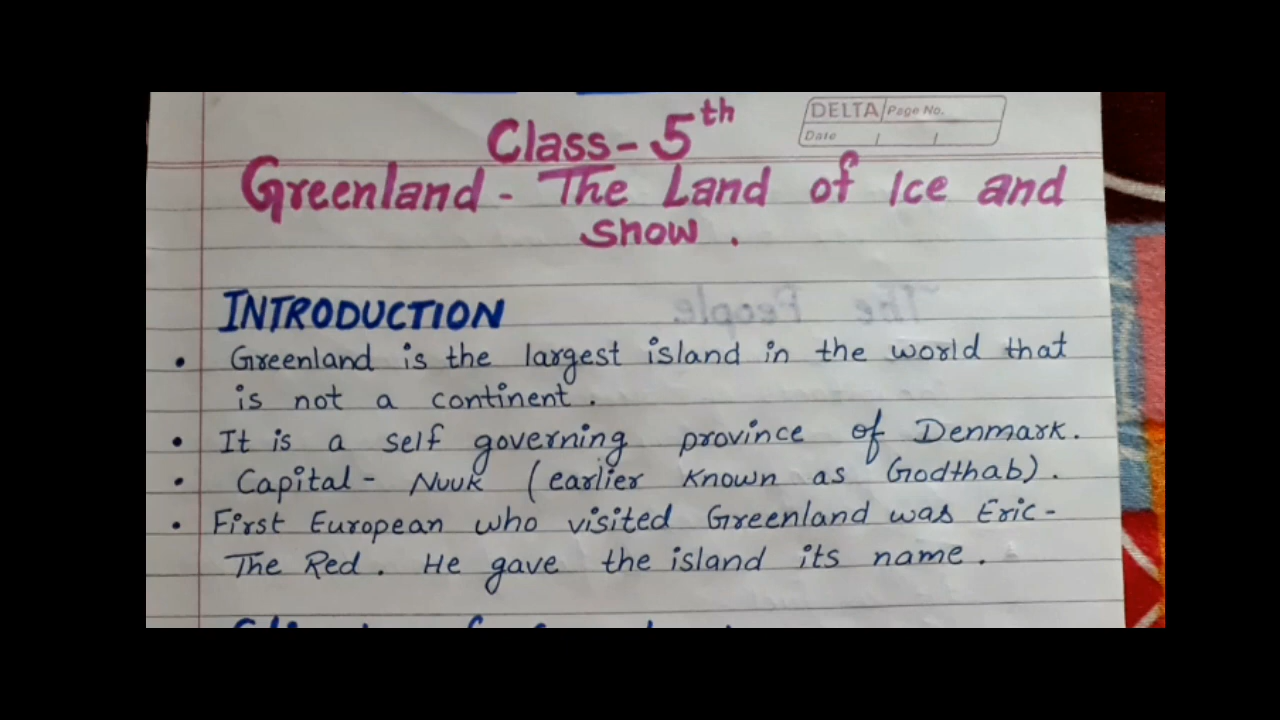 DELTA Page No.
Date
Class-5th
Greenland - The Land of Ice and
snow.
The People
INTRODUCTION
• Greenland is the largest island in the world that
is not a continent.
• It is a self governing province of Denmark.
• Capital - Nuuk (earlier known as Godthab).
• First European who visited Greenland was Eric-
The Red. He gave the island its name.